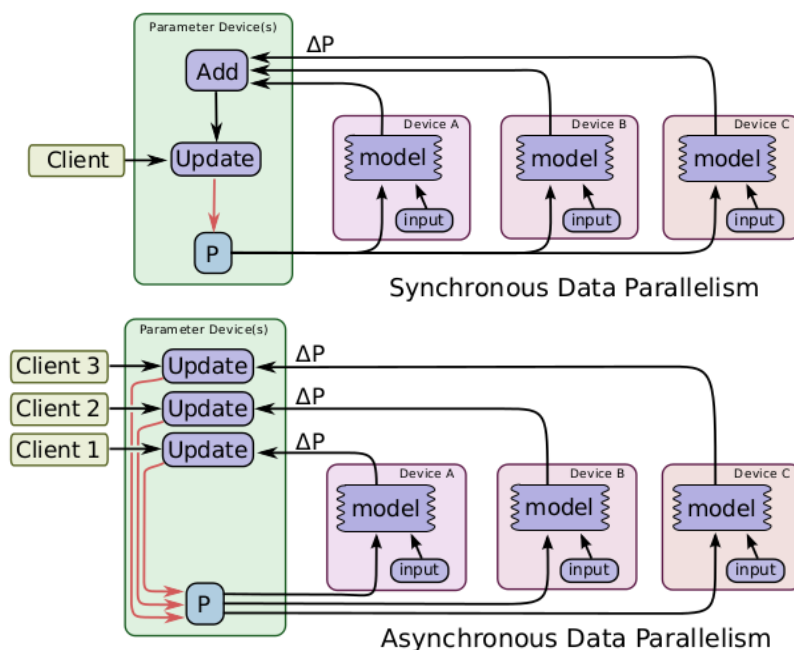 Parameter Device(s)
ΔP
Add
Device A
Device B
Device C
Client
Update
model
model
model
input
input
input
P
Synchronous Data Parallelism
Parameter Device(s)
Client 3
Update
ΔP
Client 2
Update
ΔP
Client 1
Update
ΔP
Device A
Device B
Device C
model
model
model
input
input
input
P
Asynchronous Data Parallelism